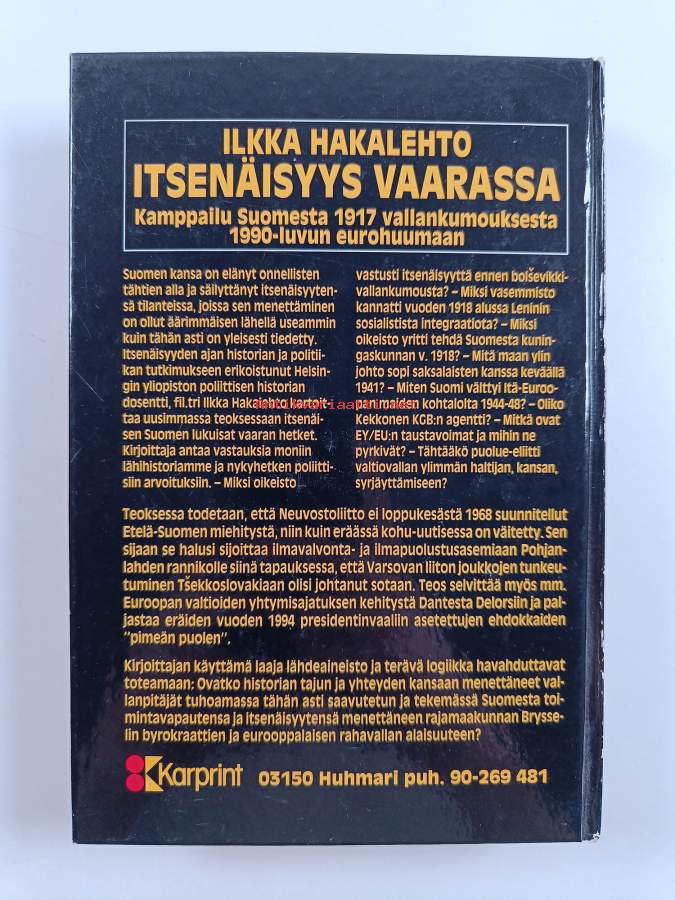 ILKKA HAKALEHTO
ITSENÄISYYS VAARASSA
Kamppailu Suomesta 1917 vallankumouksesta
1990-luvun eurohuumaan
Suomen kansa on elänyt onnellisten
tähtien alla ja säilyttänyt itsenäisyyten-
sä tilanteissa, joissa sen menettäminen
on ollut äärimmäisen lähellä useammin
kuin tähän asti on yleisesti tiedetty.
Itsenäisyyden ajan historian ja politii-
kan tutkimukseen erikoistunut Helsin-
gin yliopiston poliittisen historian
dosentti, fil.tri Ilkka Hakalehto kartoit-
taa uusimmassa teoksessaan itsenäi-
sen Suomen lukuisat vaaran hetket.
Kirjoittaja antaa vastauksia moniin
lähihistoriamme ja nykyhetken poliitti-
siin arvoituksiin. – Miksi oikeisto
vastusti itsenäisyyttä ennen bolševikki-
vallankumousta? – Miksi vasemmisto
kannatti vuoden 1918 alussa Leninin
sosialistista integraatiota? – Miksi
oikeisto yritti tehdä Suomesta kunin-
gaskunnan v. 1918? – Mitä maan ylin
johto sopi saksalaisten kanssa keväällä
1941? – Miten Suomi välttyi Itä-Euroo-
pan maiden kohtalolta 1944-48? – Oliko
Kekkonen KGB:n agentti? – Mitkä ovat
EY/EU:n taustavoimat ja mihin ne
pyrkivät? – Tähtääkö puolue-eliitti
valtiovallan ylimmän haltijan, kansan,
syrjäyttämiseen?
Teoksessa todetaan, että Neuvostoliitto ei loppukesästä 1968 suunnitellut
Etelä-Suomen miehitystä, niin kuin eräässä kohu-uutisessa on väitetty. Sen
sijaan se halusi sijoittaa ilmavalvonta- ja ilmapuolustusasemiaan Pohjan-
lahden rannikolle siinä tapauksessa, että Varsovan liiton joukkojen tunkeu-
tuminen Tšekkoslovakiaan olisi johtanut sotaan. Teos selvittää myös mm.
Euroopan valtioiden yhtymisajatuksen kehitystä Dantesta Delorsiin ja pal-
jastaa eräiden vuoden 1994 presidentinvaaliin asetettujen ehdokkaiden
"pimeän puolen".
Kirjoittajan käyttämä laaja lähdeaineisto ja terävä logiikka havahduttavat
toteamaan: Ovatko historian tajun ja yhteyden kansaan menettäneet val-
lanpitäjät tuhoamassa tähän asti saavutetun ja tekemässä Suomesta toi-
mintavapautensa ja itsenäisyytensä menettäneen rajamaakunnan Brysse-
lin byrokraattien ja eurooppalaisen rahavallan alaisuuteen?
Karprint 03150 Huhmari puh. 90-269 481